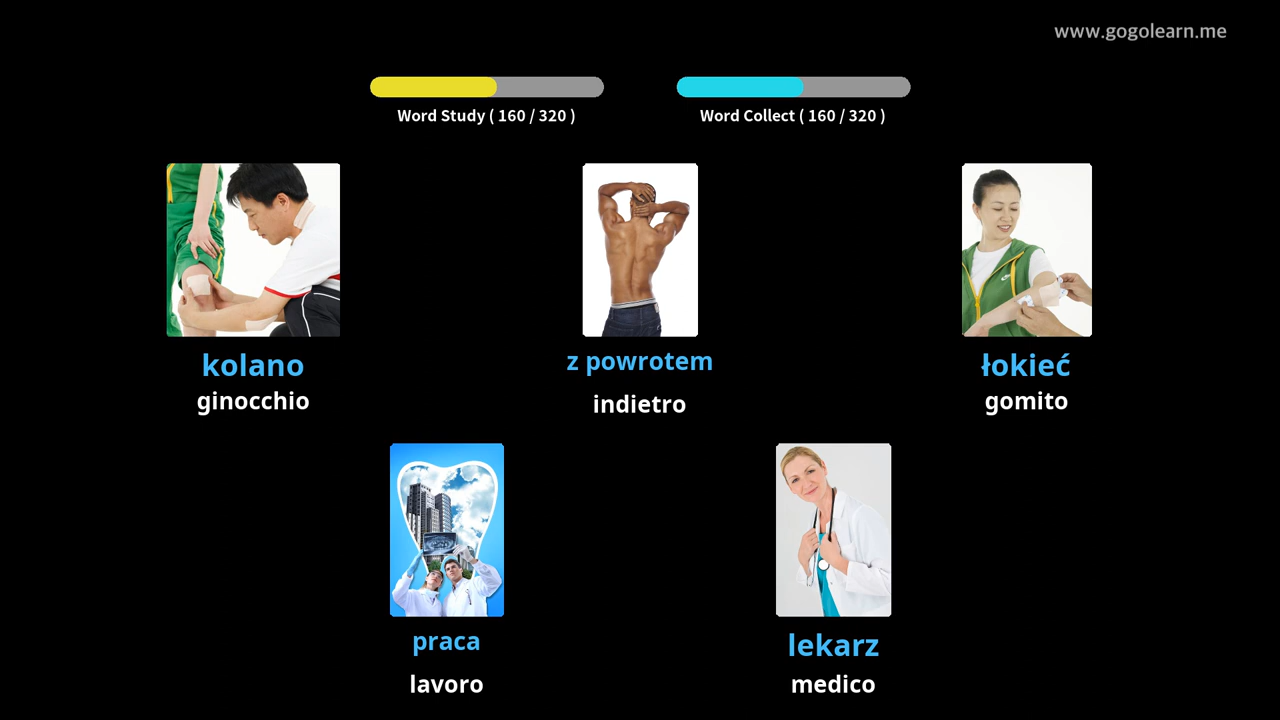 www.gogolearn.me
Word Study ( 160 / 320 )
Word Collect ( 160 / 320 )
kolano
ginocchio
z powrotem
indietro
łokieć
gomito
praca
lavoro
lekarz
medico